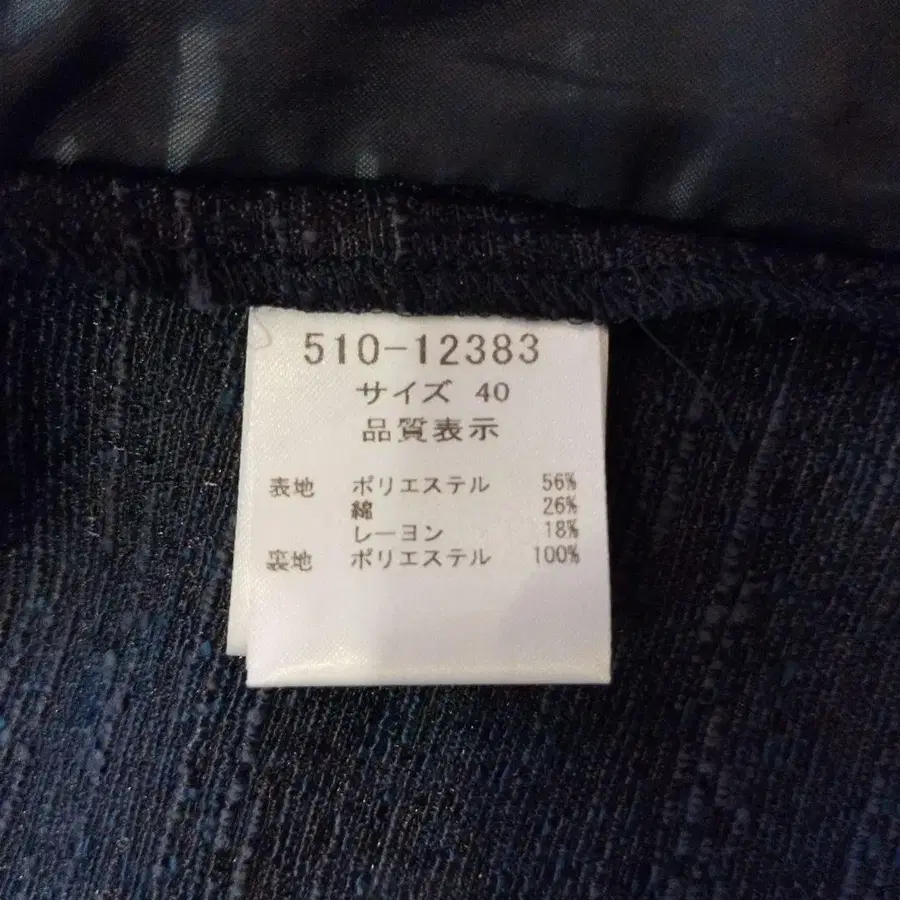 510-12383
サイズ 40
品質表示
表地 ポリエステル 56%
綿 26%
レーヨン 18%
裏地 ポリエステル 100%